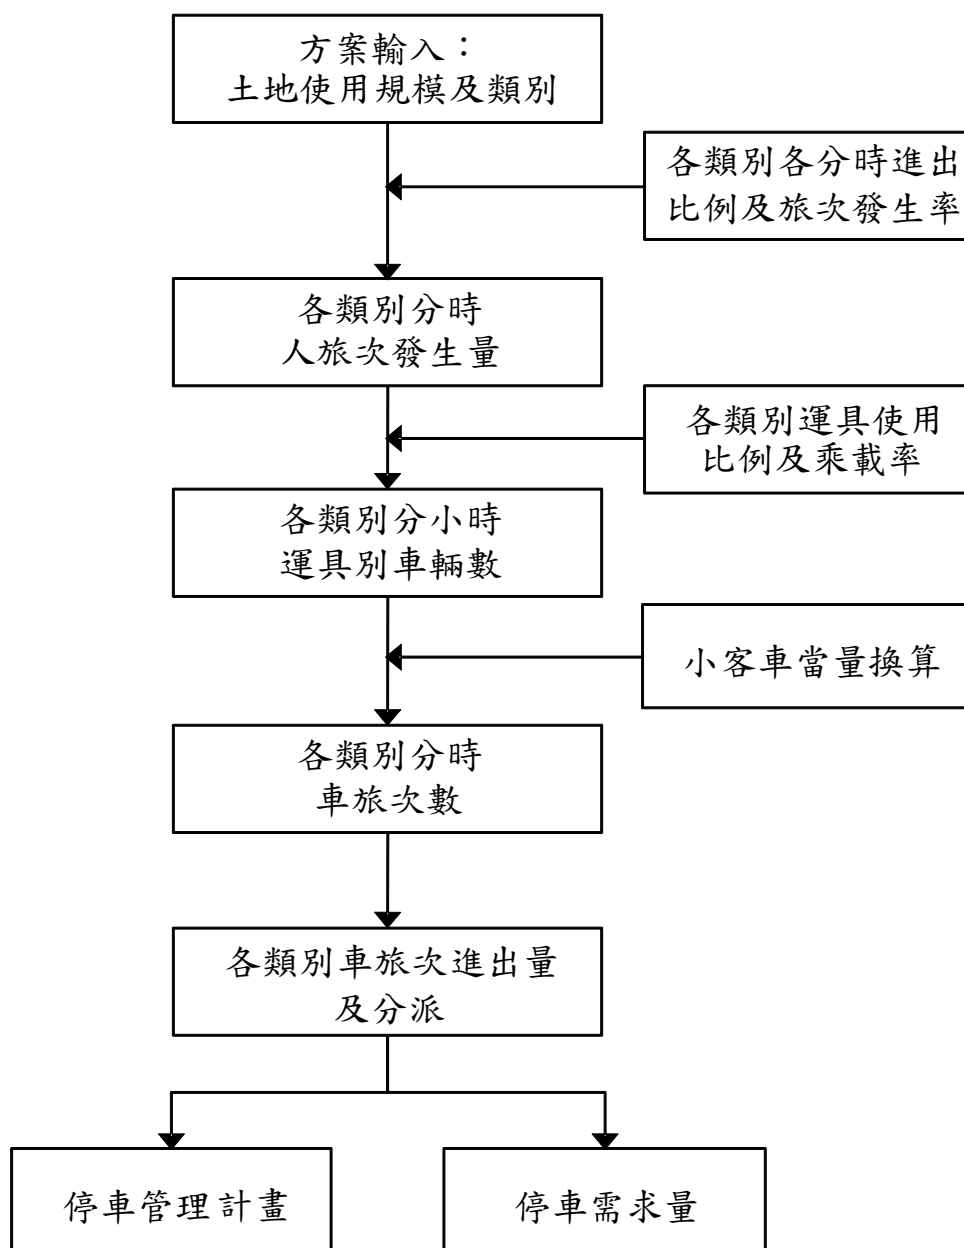 方案輸入：
土地使用規模及類別
各類別各分時進出
比例及旅次發生率
各類別分時
人旅次發生量
各類別運具使用
比例及乘載率
各類別分小時
運具別車輛數
小客車當量換算
各類別分時
車旅次數
各類別車旅次進出量
及分派
停車管理計畫
停車需求量